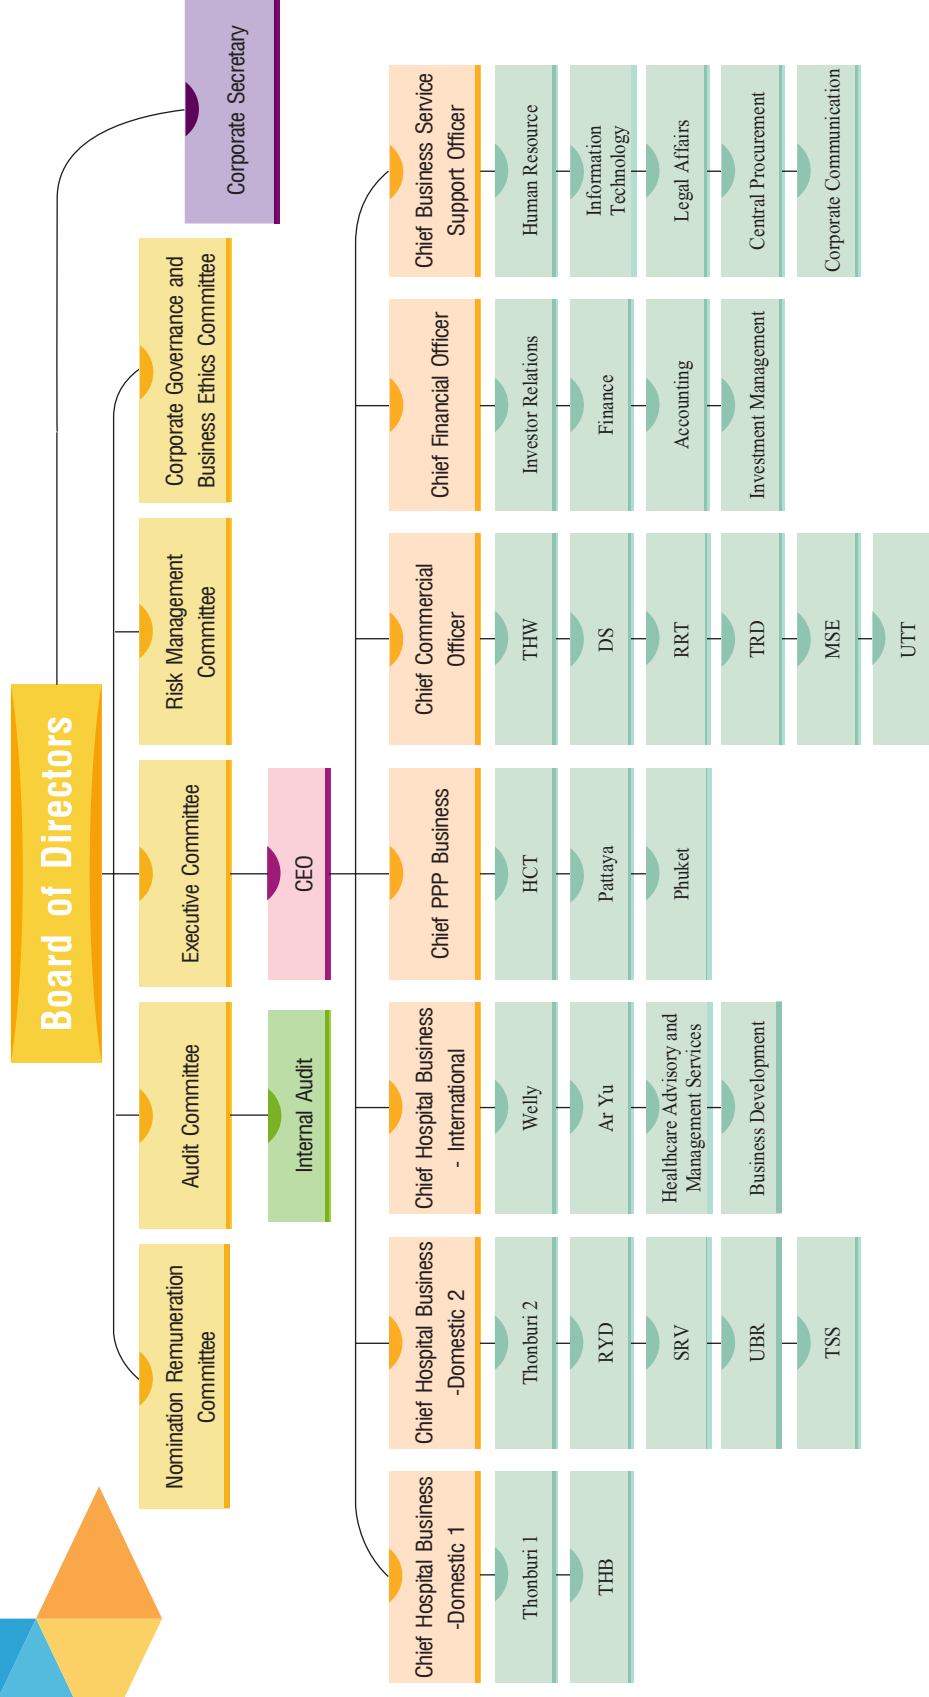 Board of Directors
Corporate Secretary
Nomination Remuneration
Committee
Audit Committee
Executive Committee
Risk Management
Committee
Corporate Governance and
Business Ethics Committee
Internal Audit
CEO
Chief Hospital Business
-Domestic 1
Thonburi 1
THB
Chief Hospital Business
-Domestic 2
Thonburi 2
RYD
SRV
UBR
TSS
Chief Hospital Business
- International
Welly
Ar Yu
Healthcare Advisory and
Management Services
Business Development
Chief PPP Business
HCT
Pattaya
Phuket
Chief Commercial
Officer
THW
DS
RRT
TRD
MSE
UTT
Chief Financial Officer
Investor Relations
Finance
Accounting
Investment Management
Chief Business Service
Support Officer
Human Resource
Information
Technology
Legal Affairs
Central Procurement
Corporate Communication